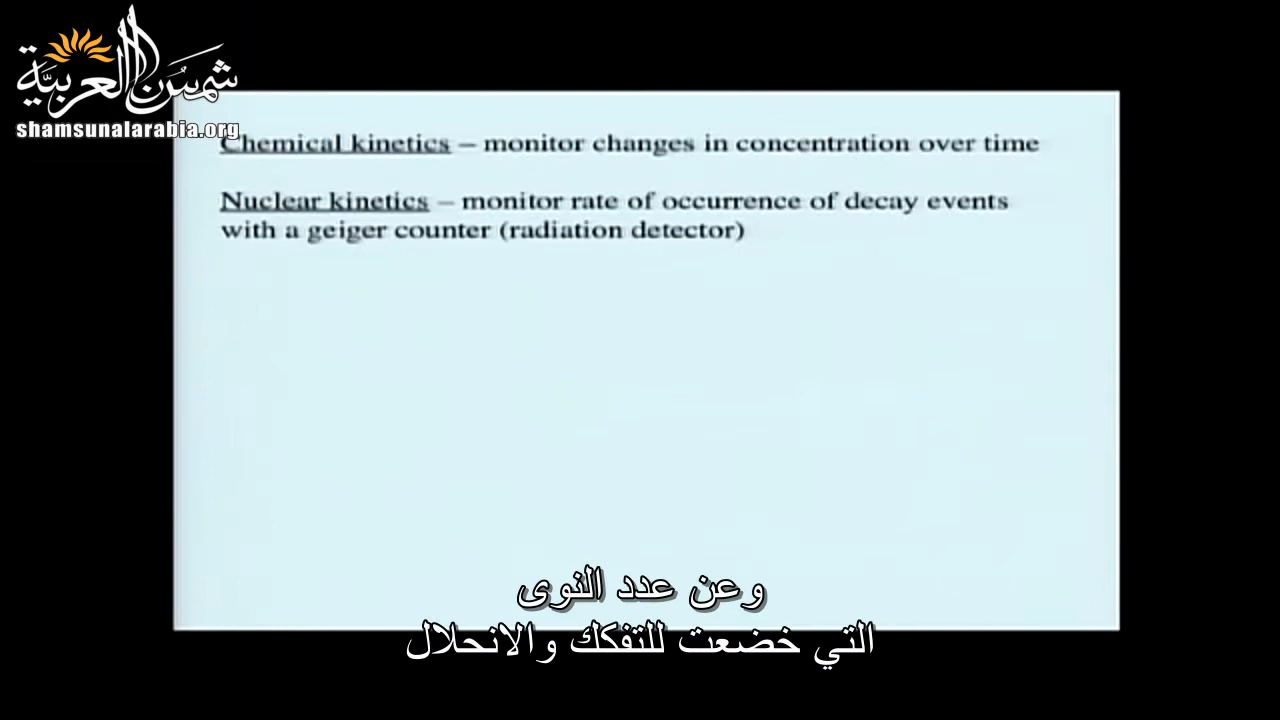 شمس العربية
shamsunalarabia.org
Chemical kinetics – monitor changes in concentration over time
Nuclear kinetics – monitor rate of occurrence of decay events
with a geiger counter (radiation detector)
وعن عدد النوى
التي خضعت للتفكك والانحلال